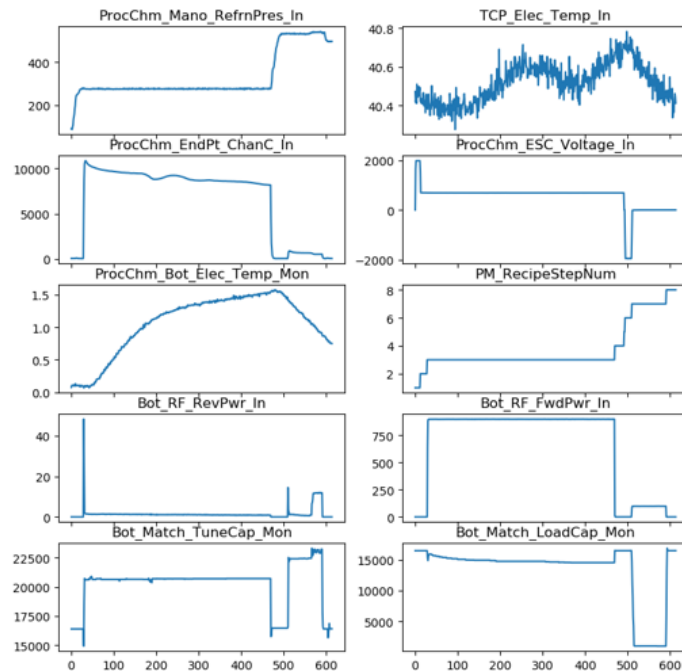 ProcChm_Mano_RefrnPres_In
TCP_Elec_Temp_In
400
200
40.8
40.6
40.4
ProcChm_EndPt_ChanC_In
ProcChm_ESC_Voltage_In
10000
5000
0
2000
0
−2000
ProcChm_Bot_Elec_Temp_Mon
PM_RecipeStepNum
1.5
1.0
0.5
0.0
8
6
4
2
Bot_RF_RevPwr_In
Bot_RF_FwdPwr_In
40
20
0
750
500
250
0
Bot_Match_TuneCap_Mon
Bot_Match_LoadCap_Mon
22500
20000
17500
15000
15000
10000
5000
0 100 200 300 400 500 600
0 100 200 300 400 500 600